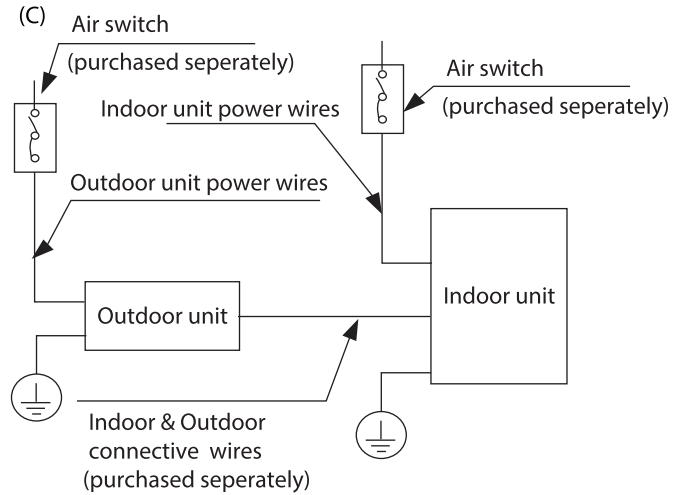 (C)
Air switch
(purchased seperately)
Air switch
(purchased seperately)
Indoor unit power wires
Outdoor unit power wires
Indoor unit
Outdoor unit
Indoor & Outdoor
connective wires
(purchased seperately)